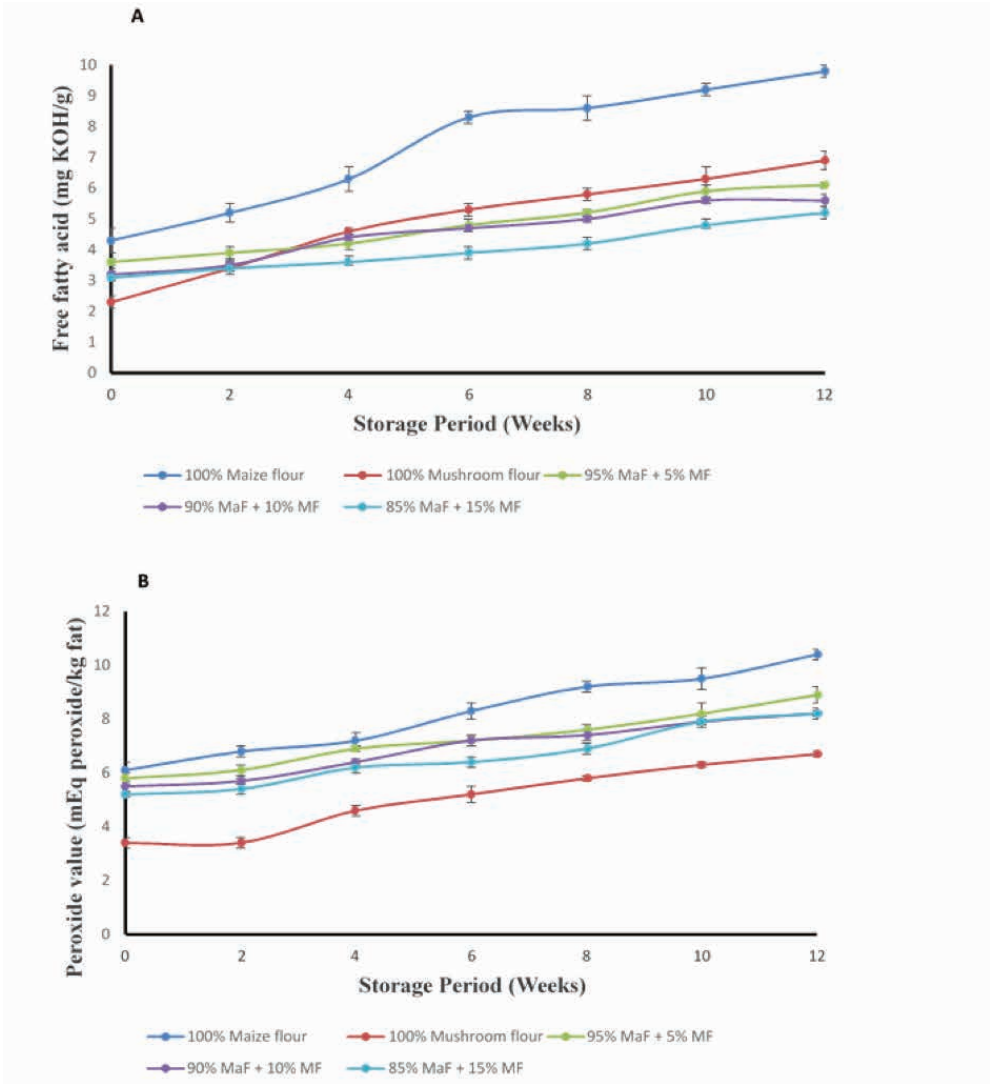 A
10
9
8
7
6
5
4
3
2
1
0
Free fatty acid (mg KOH/g)
0 2 4 6 8 10 12
Storage Period (Weeks)
100% Maize flour 100% Mushroom flour 95% MaF + 5% MF
90% MaF + 10% MF 85% MaF + 15% MF
B
12
10
8
6
4
2
0
Peroxide value (mEq peroxide/kg fat)
0 2 4 6 8 10 12
Storage Period (Weeks)
100% Maize flour 100% Mushroom flour 95% MaF + 5% MF
90% MaF + 10% MF 85% MaF + 15% MF